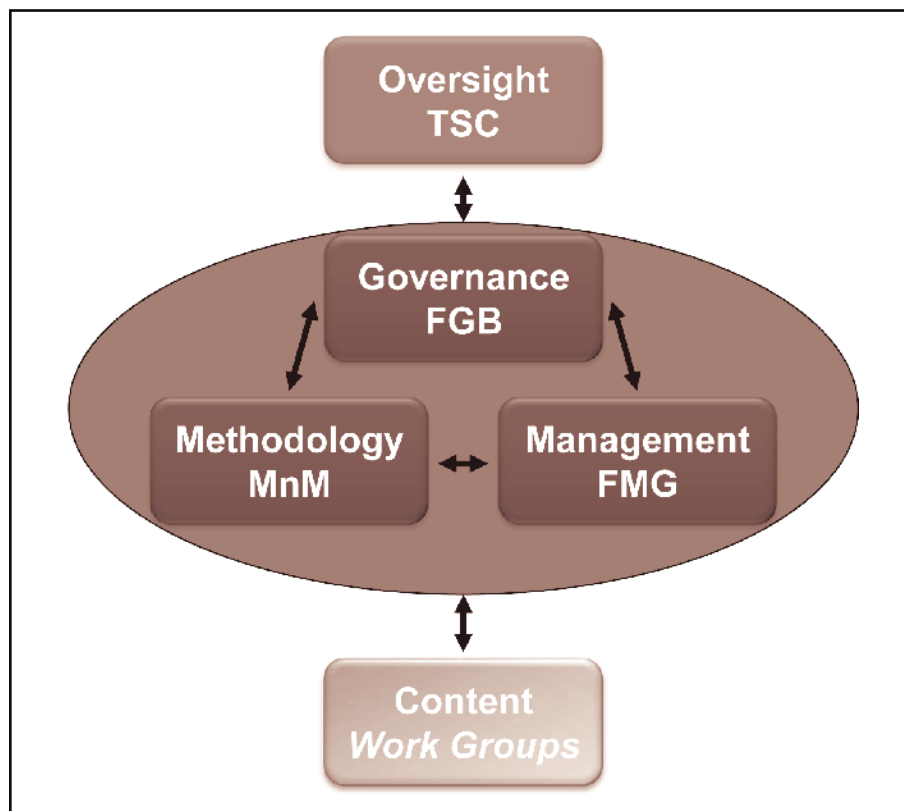 Oversight
TSC
Governance
FGB
Methodology
MnM
Management
FMG
Content
Work Groups